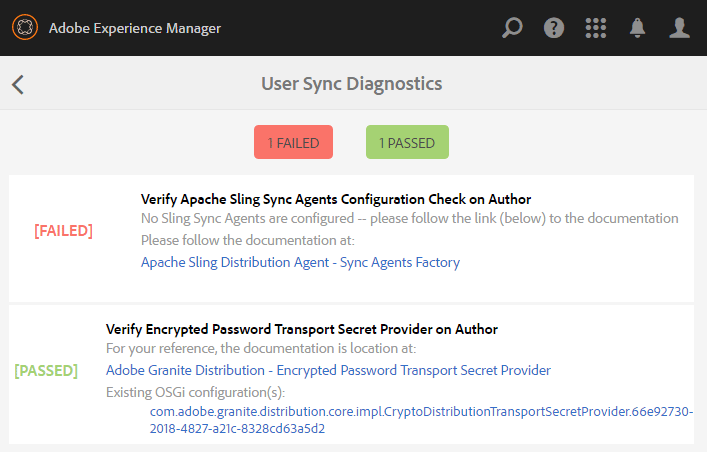 Adobe Experience Manager
User Sync Diagnostics
1 FAILED
1 PASSED
Verify Apache Sling Sync Agents Configuration Check on Author
[FAILED]
No Sling Sync Agents are configured -- please follow the link (below) to the documentation
Please follow the documentation at:
Apache Sling Distribution Agent - Sync Agents Factory
Verify Encrypted Password Transport Secret Provider on Author
For your reference, the documentation is location at:
[PASSED]
Adobe Granite Distribution - Encrypted Password Transport Secret Provider
Existing OSGi configuration(s):
com.adobe.granite.distribution.core.impl.CryptoDistributionTransportSecretProvider.66e92730-
2018-4827-a21c-8328cd63a5d2